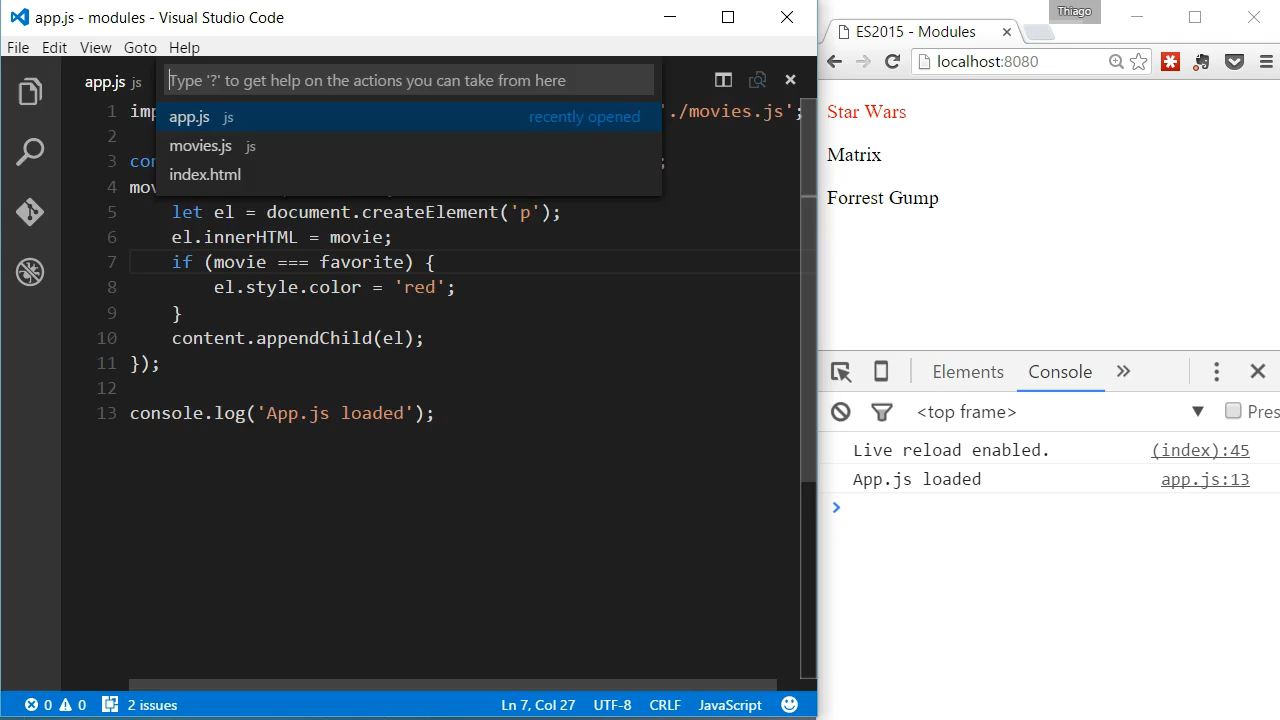 app.js - modules - Visual Studio Code
File Edit View Goto Help
app.js js
Type '?' to get help on the actions you can take from here
app.js js recently opened
movies.js js
index.html
1 imp './movies.js';
2
3 con ;
4 mov
5 let el = document.createElement('p');
6 el.innerHTML = movie;
7 if (movie === favorite) {
8 el.style.color = 'red';
9 }
10 content.appendChild(el);
11 });
12
13 console.log('App.js loaded');
0 0 2 issues
Ln 7, Col 27 UTF-8 CRLF JavaScript
Thiago
ES2015 - Modules
localhost:8080
Star Wars
Matrix
Forrest Gump
Elements Console
<top frame> Pres
Live reload enabled. (index):45
App.js loaded app.js:13